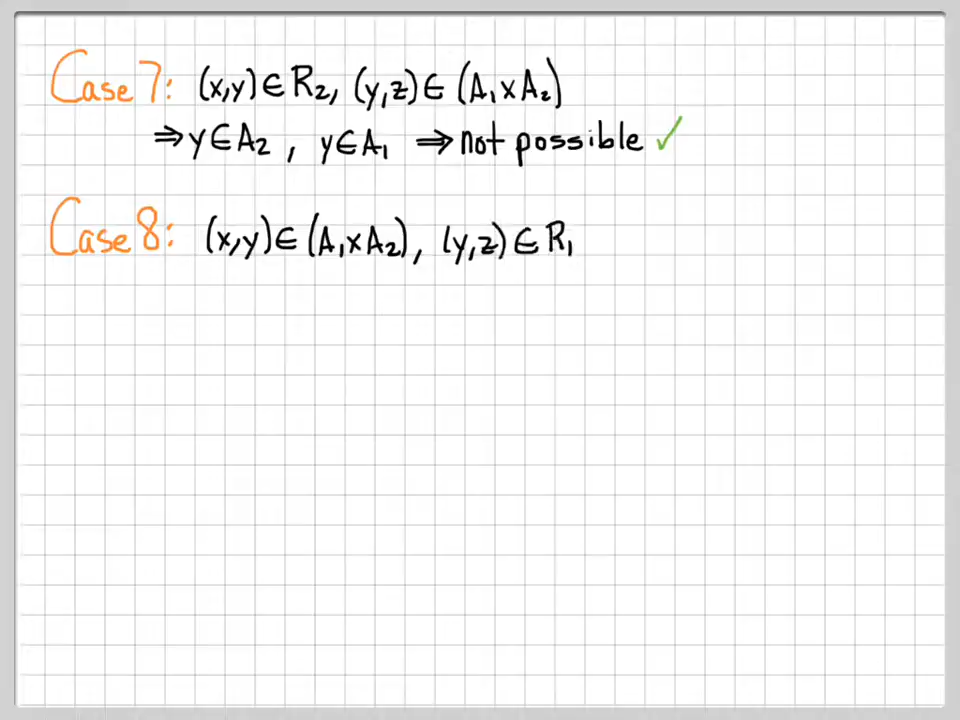 Case 7: (x,y) ∈ R₂, (y,z) ∈ (A₁ x A₂)
⇒ y ∈ A₂ , y ∈ A₁ ⇒ not possible ✓
Case 8: (x,y) ∈ (A₁ x A₂), (y,z) ∈ R₁